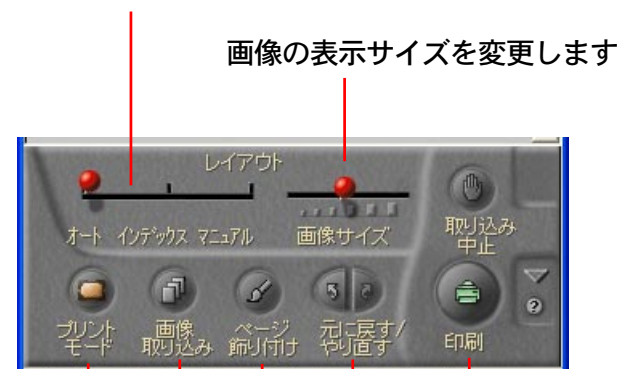 画像の表示サイズを変更します
レイアウト
オート インデックス マニュアル
画像サイズ
取り込み
中止
プリント
モード
画像
取り込み
ページ
飾り付け
元に戻す/
やり直す
印刷
?